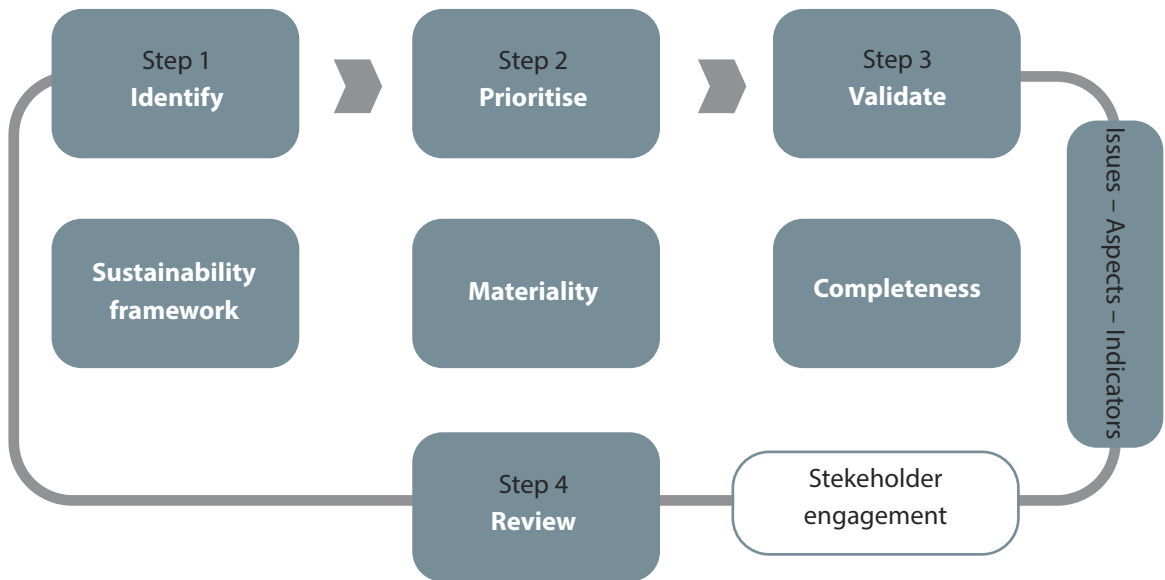 Step 1
Identify
Step 2
Prioritise
Step 3
Validate
Issues – Aspects – Indicators
Sustainability
framework
Materiality
Completeness
Step 4
Review
Stekeholder
engagement